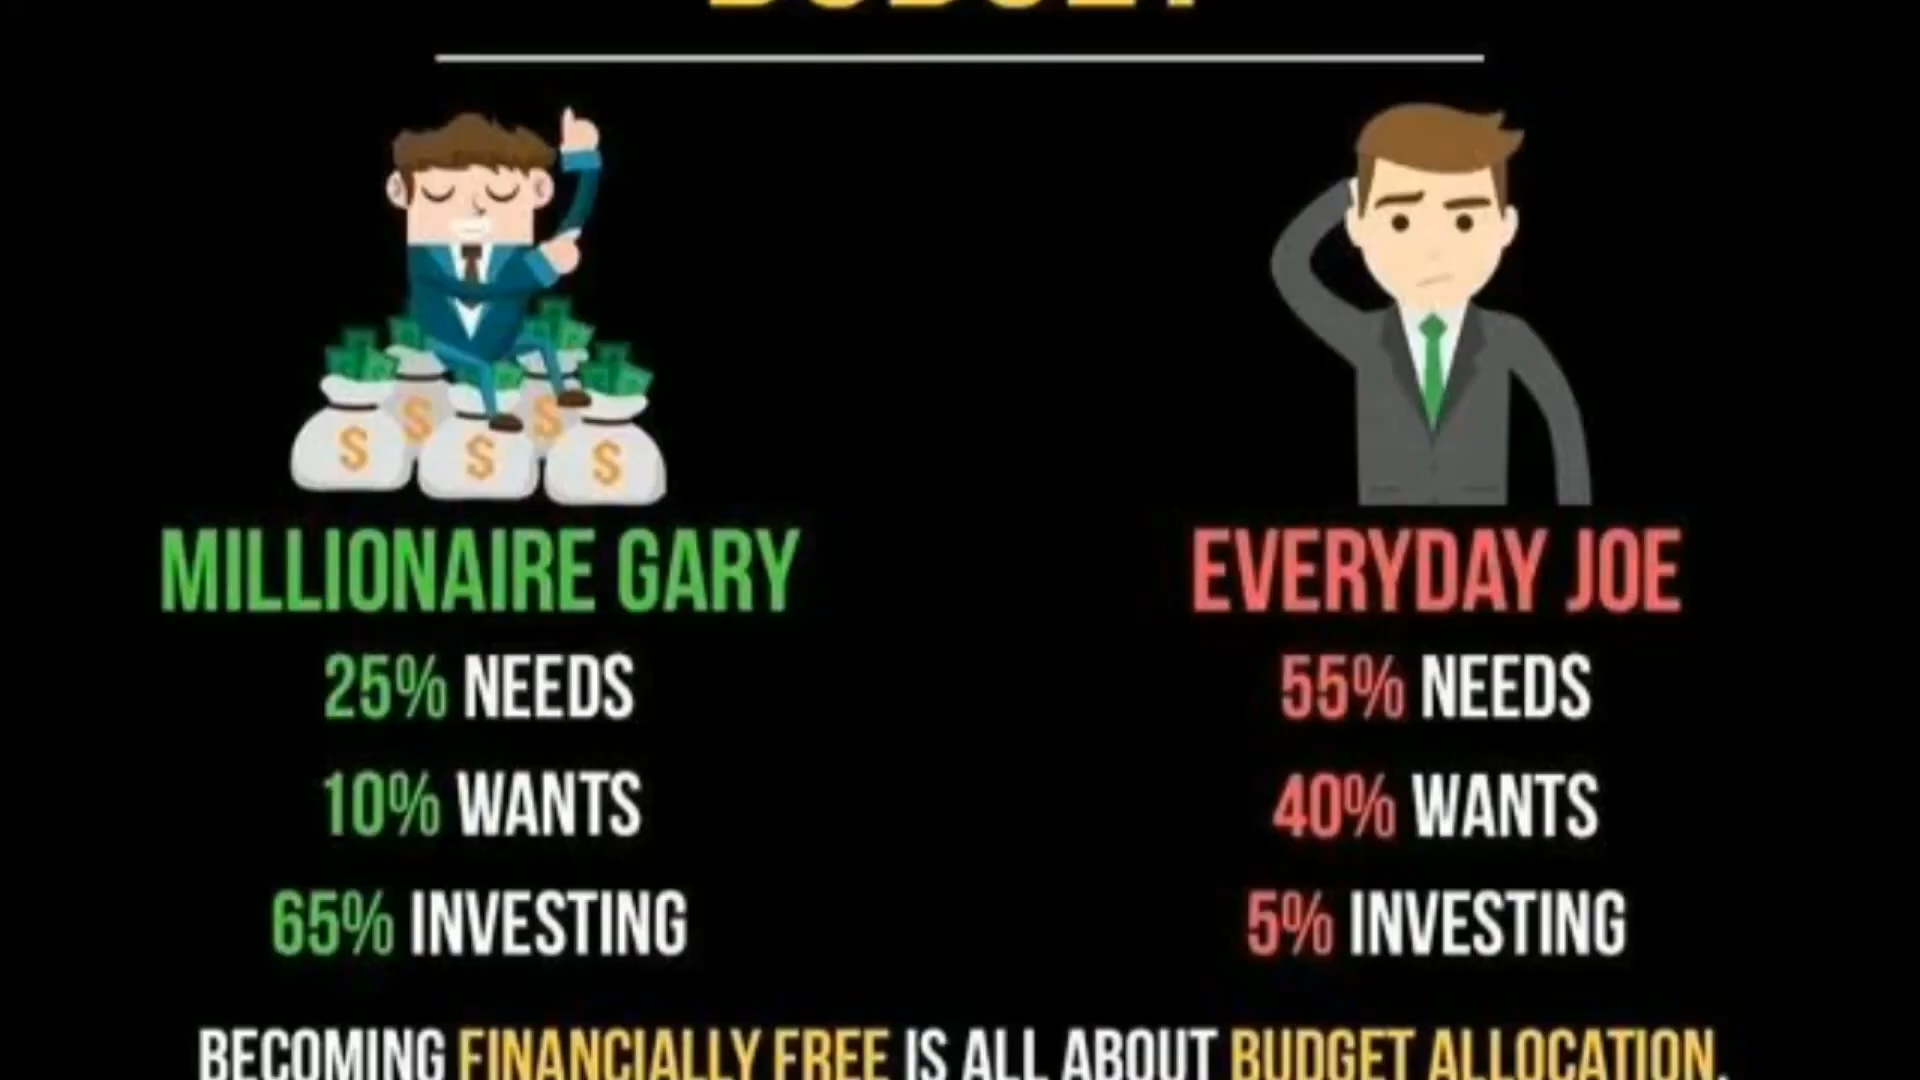 BUDGET
MILLIONAIRE GARY
25% NEEDS
10% WANTS
65% INVESTING
EVERYDAY JOE
55% NEEDS
40% WANTS
5% INVESTING
BECOMING FINANCIALLY FREE IS ALL ABOUT BUDGET ALLOCATION.